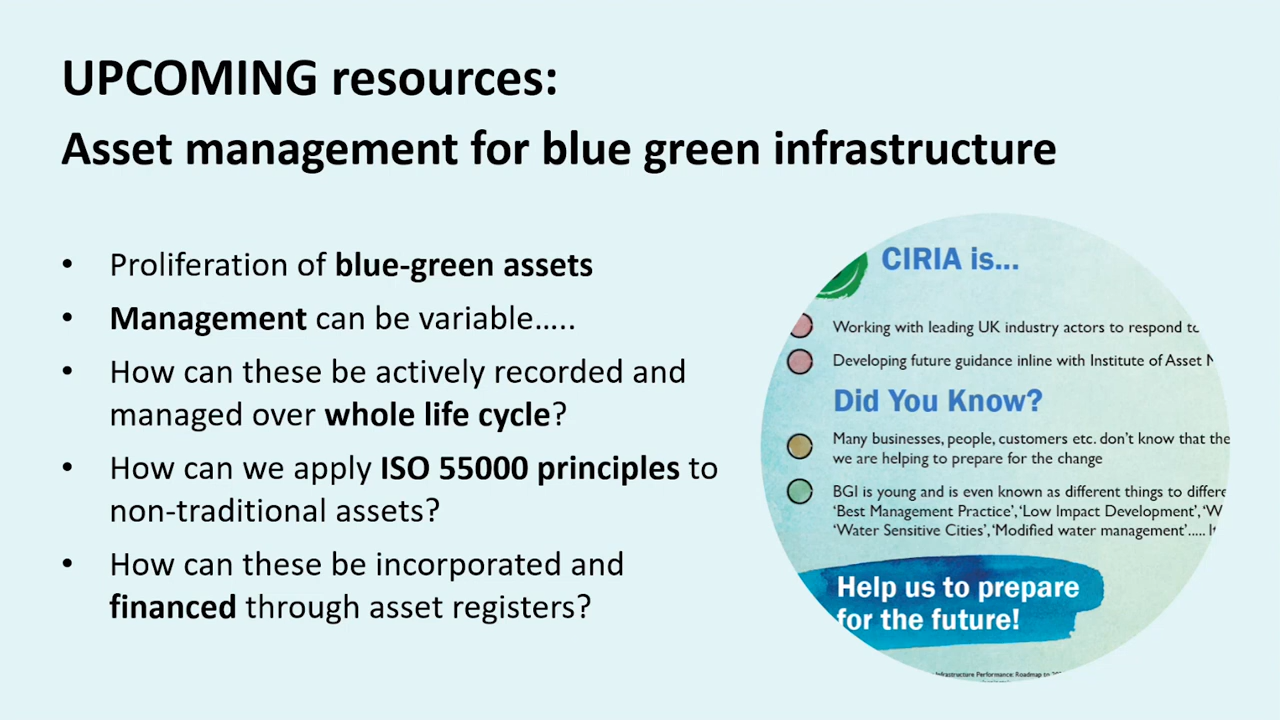 UPCOMING resources:
Asset management for blue green infrastructure
• Proliferation of blue-green assets
• Management can be variable…..
• How can these be actively recorded and
managed over whole life cycle?
• How can we apply ISO 55000 principles to
non-traditional assets?
• How can these be incorporated and
financed through asset registers?
CIRIA is...
Working with leading UK industry actors to respond to
Developing future guidance inline with Institute of Asset
Did You Know?
Many businesses, people, customers etc. don't know that the
we are helping to prepare for the change
BGI is young and is even known as different things to
'Best Management Practice', 'Low Impact Development',
'Water Sensitive Cities', 'Modified water management'.....
Help us to prepare
for the future!
Infrastructure Performance: Roadmap to